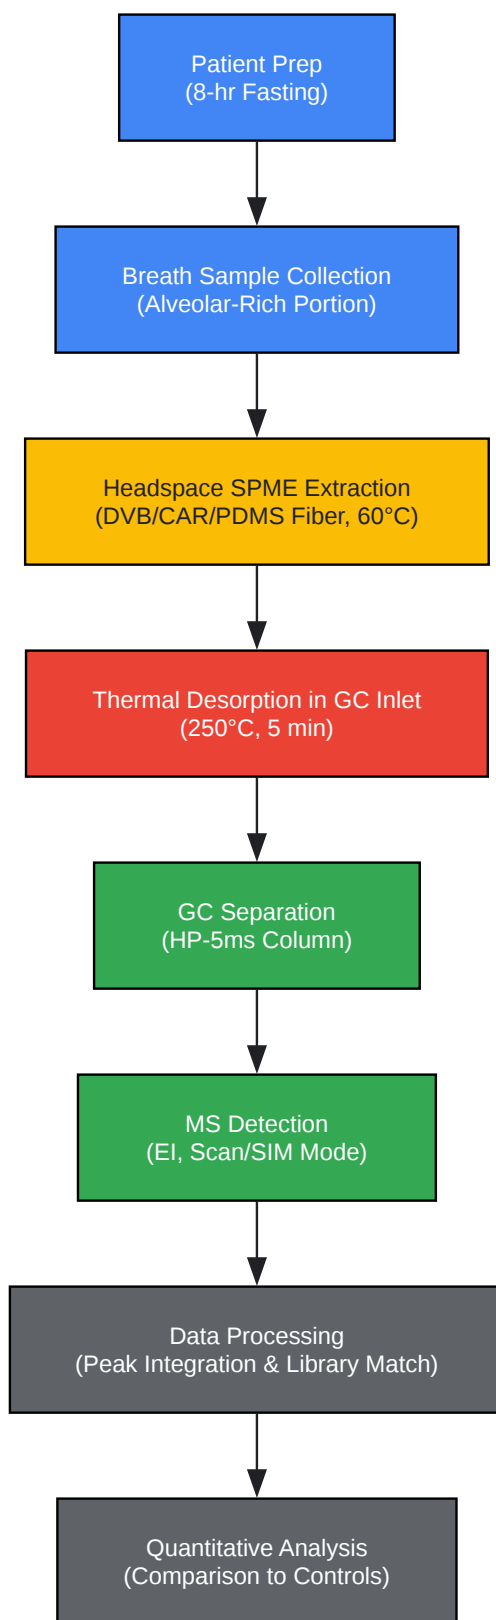 Patient Prep
(8-hr Fasting)
Breath Sample Collection
(Alveolar-Rich Portion)
Headspace SPME Extraction
(DVB/CAR/PDMS Fiber, 60°C)
Thermal Desorption in GC Inlet
(250°C, 5 min)
GC Separation
(HP-5ms Column)
MS Detection
(EI, Scan/SIM Mode)
Data Processing
(Peak Integration & Library Match)
Quantitative Analysis
(Comparison to Controls)